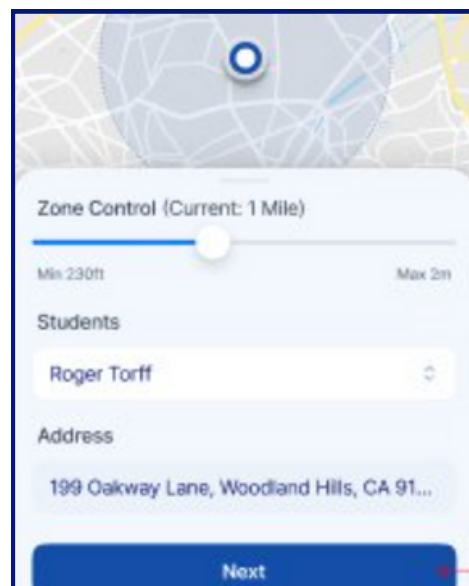 Zone Control (Current: 1 Mile)
Min 230ft Max 2m
Students
Roger Torff
Address
199 Oakway Lane, Woodland Hills, CA 91...
Next